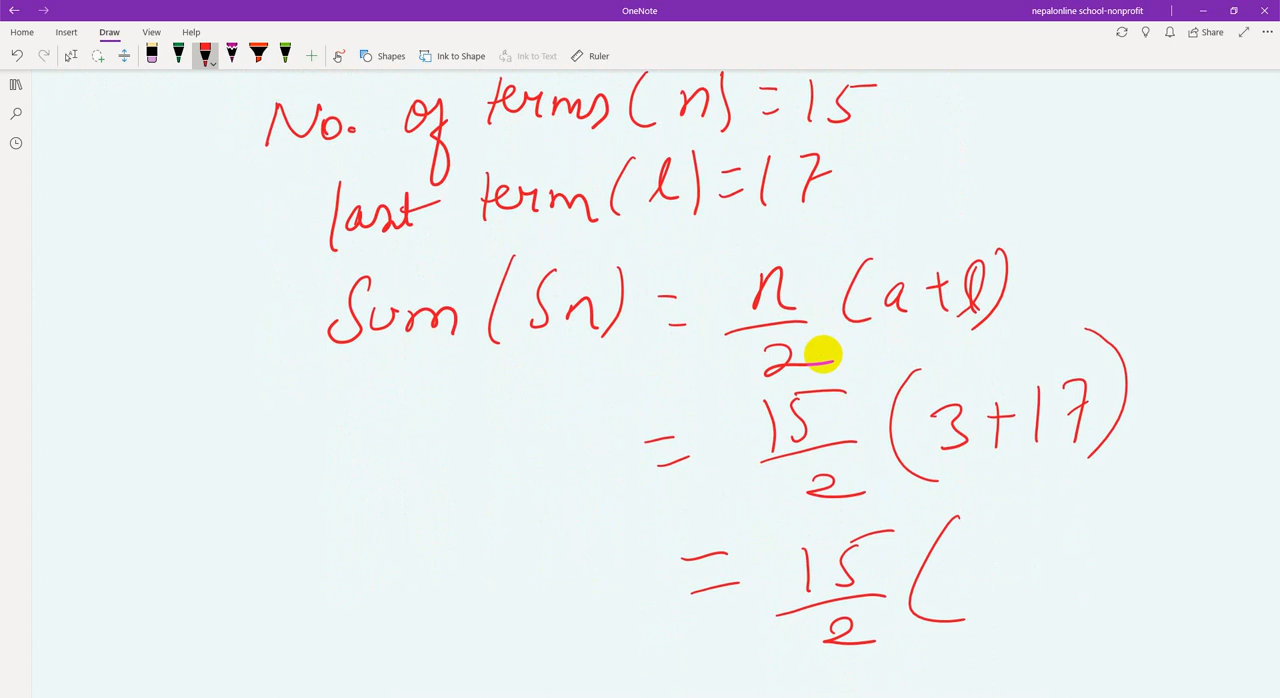 OneNote
nepalonline school-nonprofit
Home Insert Draw View Help
Share
Shapes Ink to Shape Ink to Text Ruler
No. of terms (n) = 15
last term (l) = 17
Sum (Sn) = n/2 (a+l)
= 15/2 (3+17)
= 15/2 (